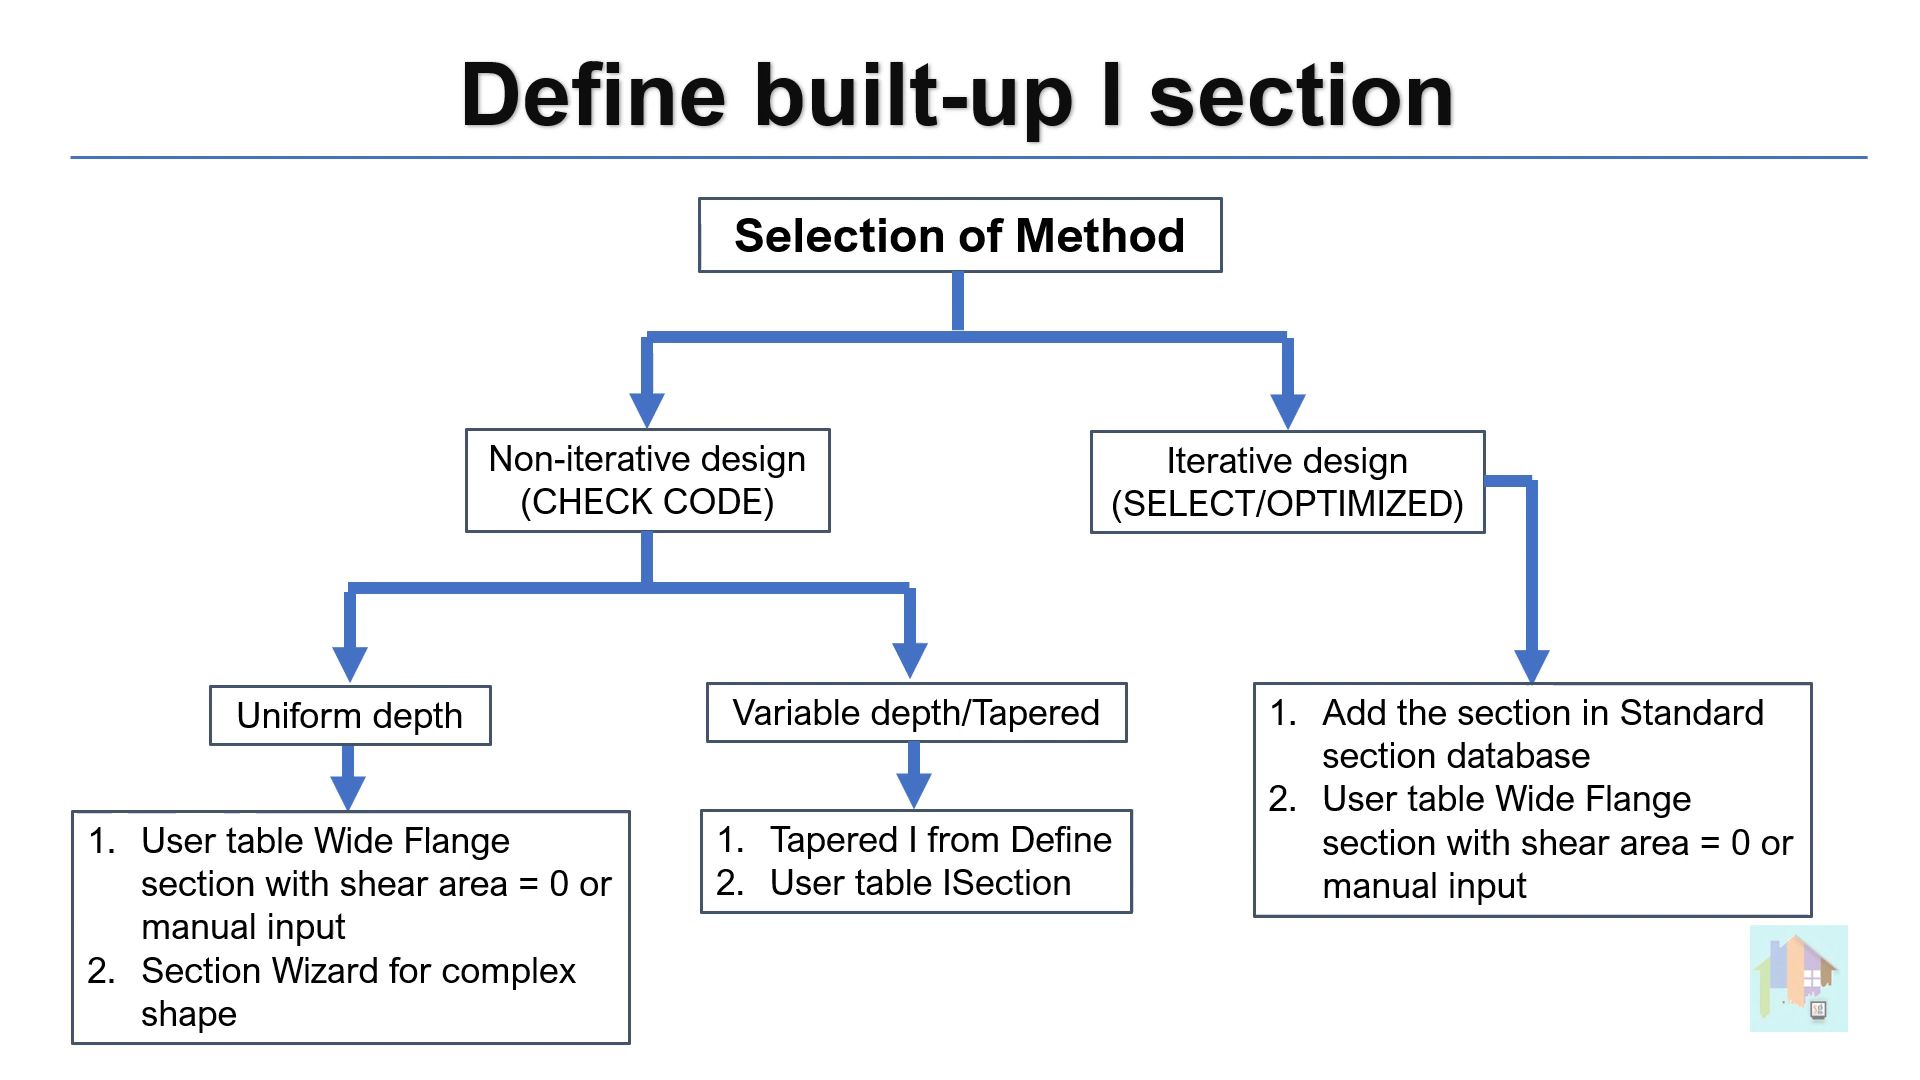 Define built-up I section
Selection of Method
Non-iterative design
(CHECK CODE)
Iterative design
(SELECT/OPTIMIZED)
Uniform depth
Variable depth/Tapered
1. User table Wide Flange
section with shear area = 0 or
manual input
2. Section Wizard for complex
shape
1. Tapered I from Define
2. User table ISection
1. Add the section in Standard
section database
2. User table Wide Flange
section with shear area = 0 or
manual input